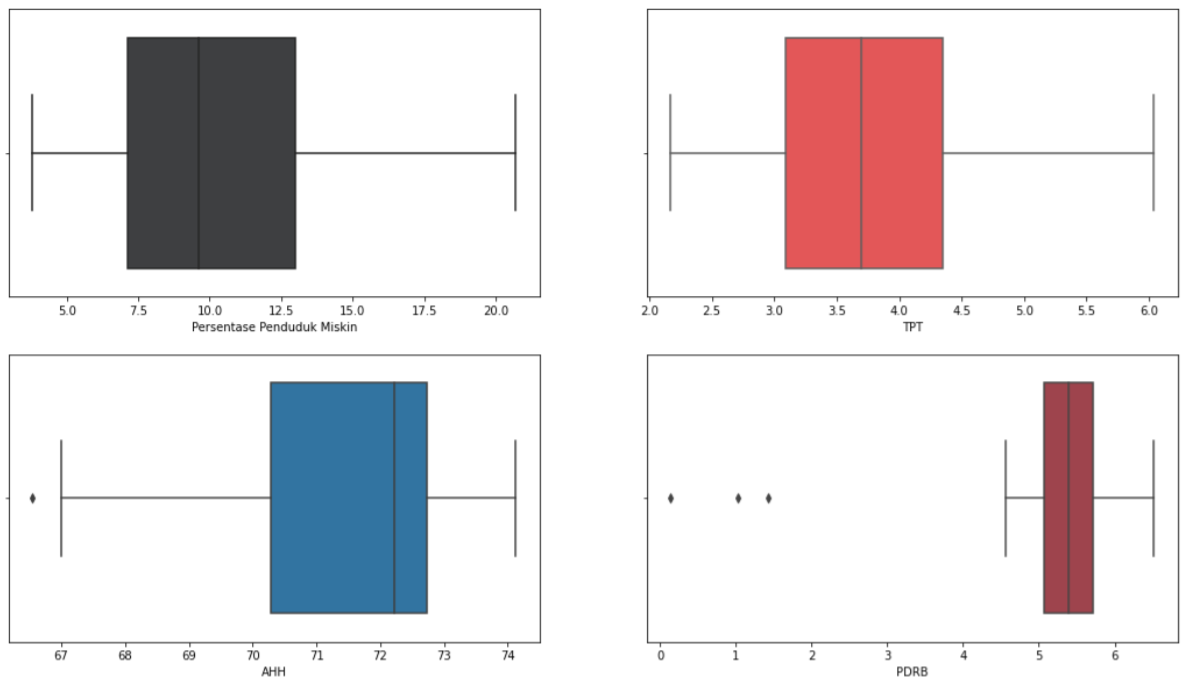 5.0 7.5 10.0 12.5 15.0 17.5 20.0
Persentase Penduduk Miskin
2.0 2.5 3.0 3.5 4.0 4.5 5.0 5.5 6.0
TPT
67 68 69 70 71 72 73 74
AHH
0 1 2 3 4 5 6
PDRB